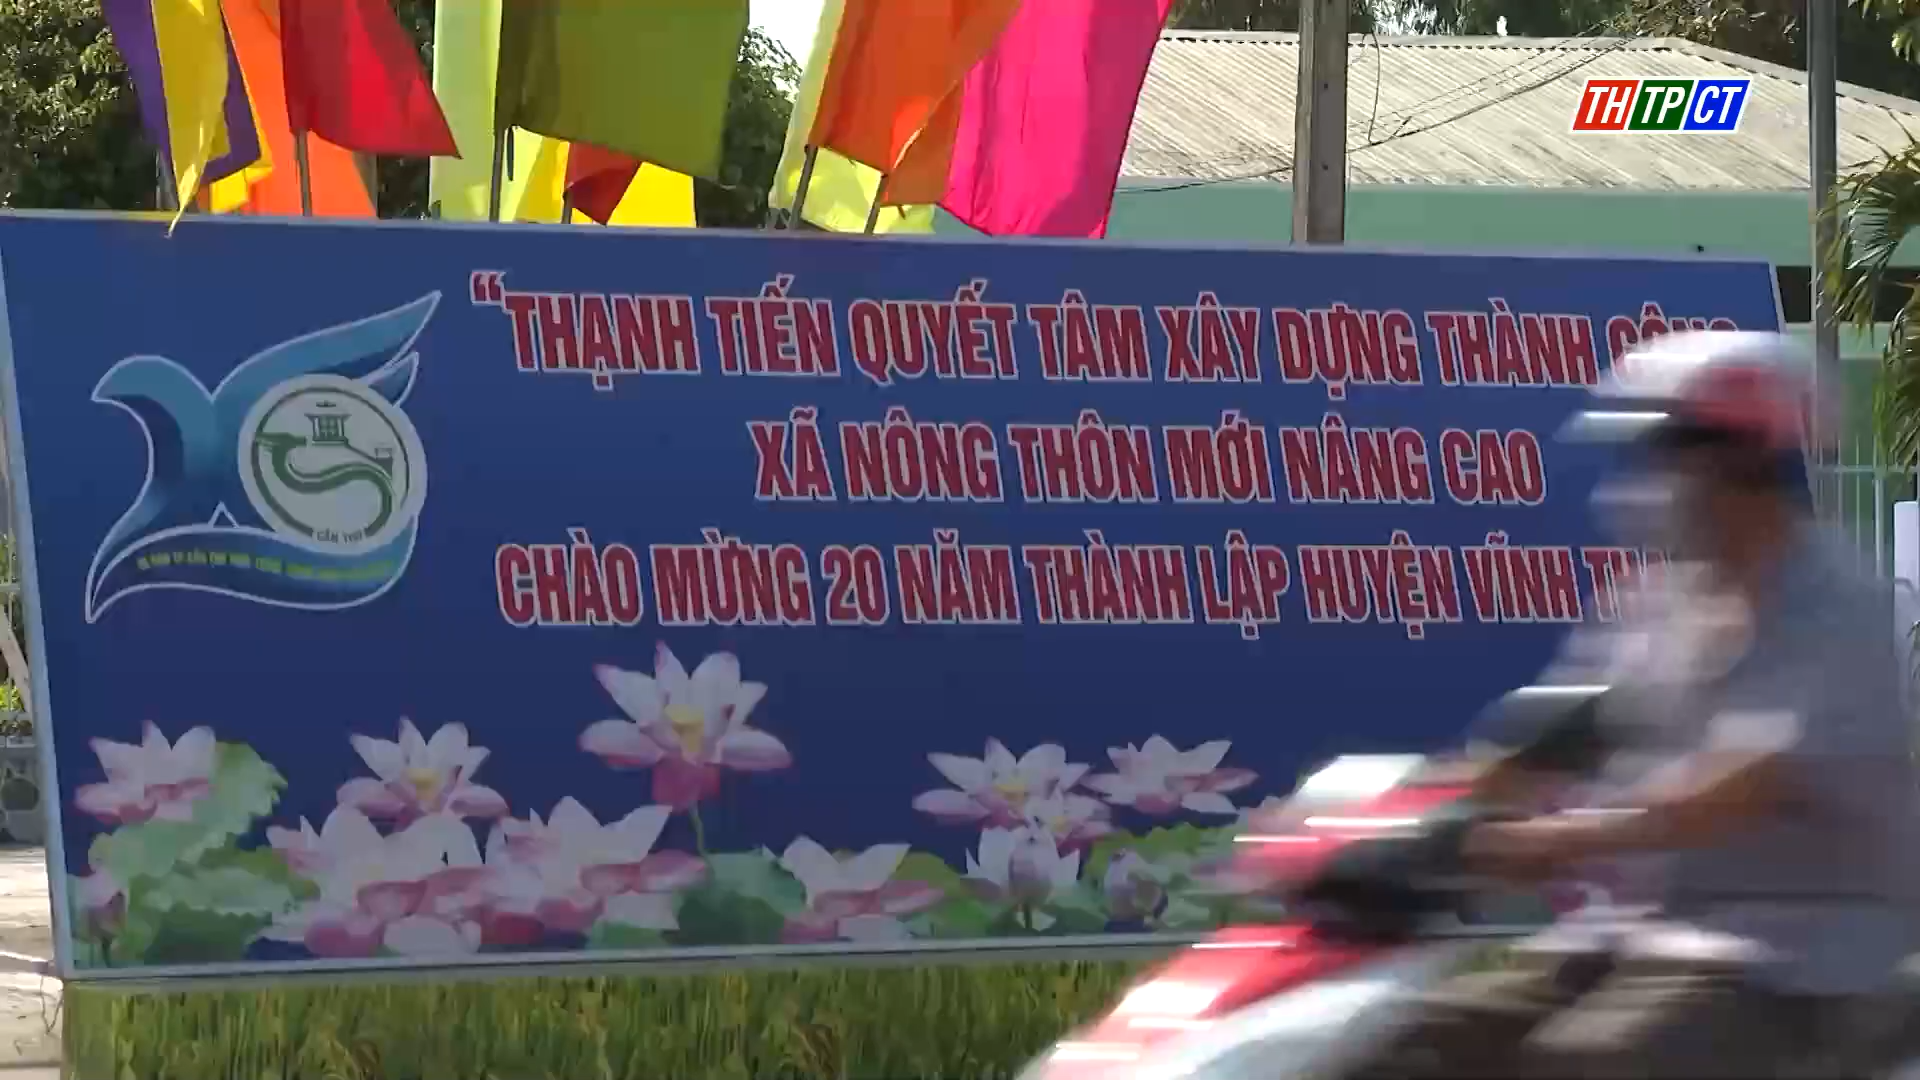 THTPCT
“THẠNH TIẾN QUYẾT TÂM XÂY DỰNG THÀNH CÔNG
XÃ NÔNG THÔN MỚI NÂNG CAO
CHÀO MỪNG 20 NĂM THÀNH LẬP HUYỆN VĨNH
CẦN THƠ